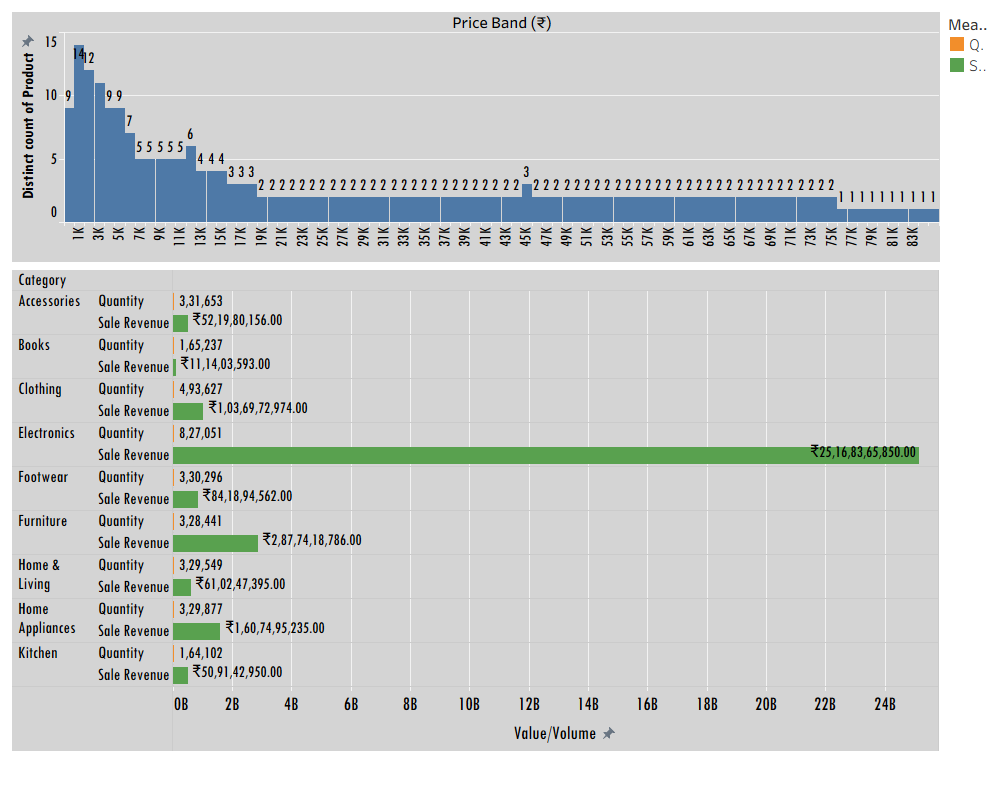 Price Band (₹)
Mea..
Q..
S..
Distinct count of Product
15
10
5
0
9 14 12 9 9 7 5 5 5 5 5 6 4 4 4 3 3 3 2 2 2 2 2 2 2 2 2 2 2 2 2 2 2 2 2 2 2 2 2 2 2 2 2 2 3 2 2 2 2 2 2 2 2 2 2 2 2 2 2 2 2 2 2 2 2 2 2 2 2 2 2 2 2 2 2 2 1 1 1 1 1 1 1 1 1 1
1K 3K 5K 7K 9K 11K 13K 15K 17K 19K 21K 23K 25K 27K 29K 31K 33K 35K 37K 39K 41K 43K 45K 47K 49K 51K 53K 55K 57K 59K 61K 63K 65K 67K 69K 71K 73K 75K 77K 79K 81K 83K
Category
Accessories Quantity 3,31,653
Sale Revenue ₹52,19,80,156.00
Books Quantity 1,65,237
Sale Revenue ₹11,14,03,593.00
Clothing Quantity 4,93,627
Sale Revenue ₹1,03,69,72,974.00
Electronics Quantity 8,27,051
Sale Revenue ₹25,16,83,65,850.00
Footwear Quantity 3,30,296
Sale Revenue ₹84,18,94,562.00
Furniture Quantity 3,28,441
Sale Revenue ₹2,87,74,18,786.00
Home & Quantity 3,29,549
Living Sale Revenue ₹61,02,47,395.00
Home Quantity 3,29,877
Appliances Sale Revenue ₹1,60,74,95,235.00
Kitchen Quantity 1,64,102
Sale Revenue ₹50,91,42,950.00
0B 2B 4B 6B 8B 10B 12B 14B 16B 18B 20B 22B 24B
Value/Volume